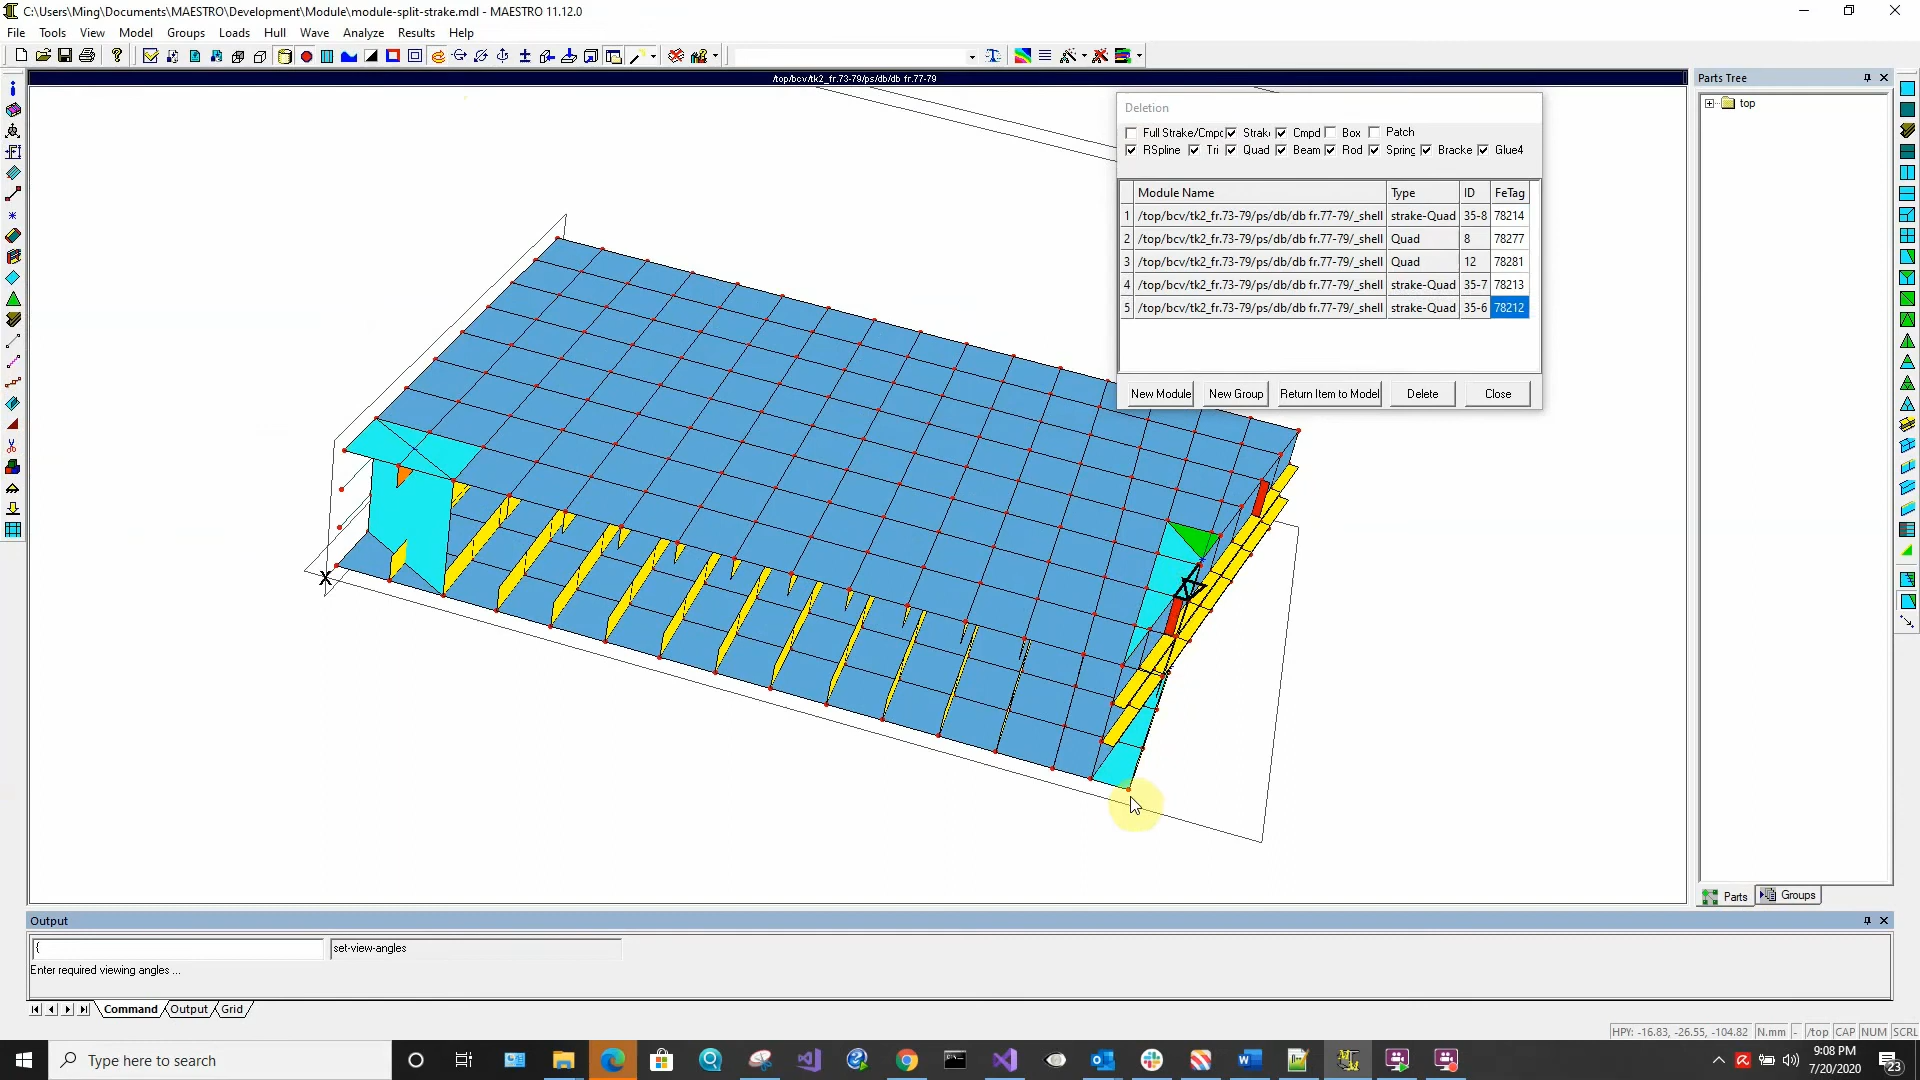 C:\Users\Ming\Documents\MAESTRO\Development\Module\module-split-strake.mdl - MAESTRO 11.12.0
File Tools View Model Groups Loads Hull Wave Analyze Results Help
/top/bcv/tk2_fr.73-79/ps/db/db fr.77-79
Parts Tree
top
Deletion
Full Strake/Cmpd Strake Cmpd Box Patch
RSpline Tri Quad Beam Rod Spring Bracke Glue4
Module Name Type ID FeTag
1 /top/bcv/tk2_fr.73-79/ps/db/db fr.77-79/_shell strake-Quad 35-8 78214
2 /top/bcv/tk2_fr.73-79/ps/db/db fr.77-79/_shell Quad 8 78277
3 /top/bcv/tk2_fr.73-79/ps/db/db fr.77-79/_shell Quad 12 78281
4 /top/bcv/tk2_fr.73-79/ps/db/db fr.77-79/_shell strake-Quad 35-7 78213
5 /top/bcv/tk2_fr.73-79/ps/db/db fr.77-79/_shell strake-Quad 35-6 78212
New Module New Group Return Item to Model Delete Close
X
Parts Groups
Output
{ set-view-angles
Enter required viewing angles ...
Command Output Grid
HPY: -16.83, -26.55, -104.82 N.mm - /top CAP NUM SCRL
Type here to search
9:08 PM
7/20/2020
23